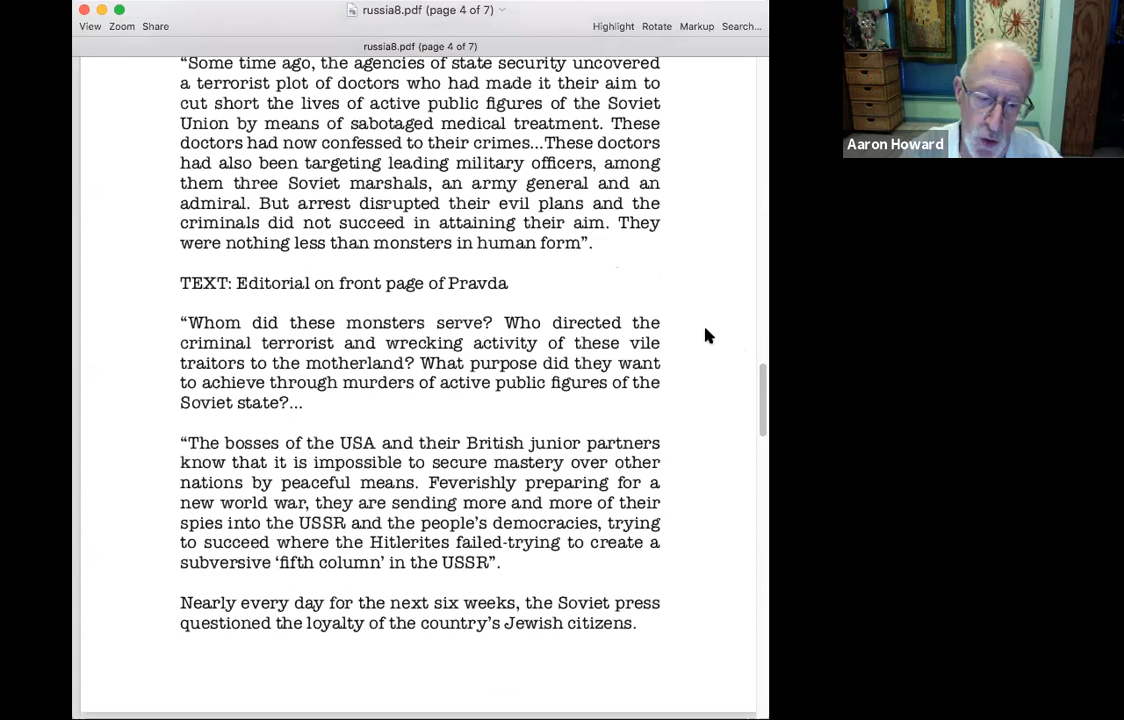 russia8.pdf (page 4 of 7)
View Zoom Share
Highlight Rotate Markup Search...
russia8.pdf (page 4 of 7)
“Some time ago, the agencies of state security uncovered
a terrorist plot of doctors who had made it their aim to
cut short the lives of active public figures of the Soviet
Union by means of sabotaged medical treatment. These
doctors had now confessed to their crimes...These doctors
had also been targeting leading military officers, among
them three Soviet marshals, an army general and an
admiral. But arrest disrupted their evil plans and the
criminals did not succeed in attaining their aim. They
were nothing less than monsters in human form”.
TEXT: Editorial on front page of Pravda
“Whom did these monsters serve? Who directed the
criminal terrorist and wrecking activity of these vile
traitors to the motherland? What purpose did they want
to achieve through murders of active public figures of the
Soviet state?...
“The bosses of the USA and their British junior partners
know that it is impossible to secure mastery over other
nations by peaceful means. Feverishly preparing for a
new world war, they are sending more and more of their
spies into the USSR and the people’s democracies, trying
to succeed where the Hitlerites failed-trying to create a
subversive ‘fifth column’ in the USSR”.
Nearly every day for the next six weeks, the Soviet press
questioned the loyalty of the country’s Jewish citizens.
Aaron Howard